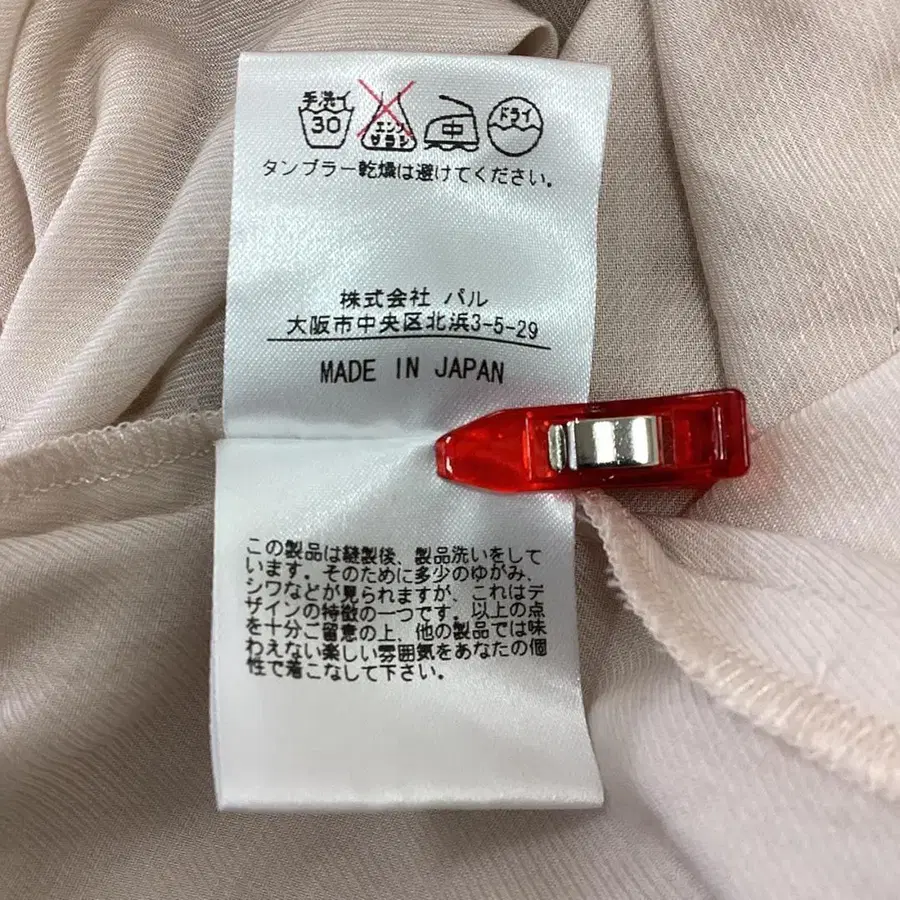 手洗イ 30 エンソ サラシ 中 ドライ
タンブラー乾燥は避けてください。
株式会社 パル
大阪市中央区北浜3-5-29
MADE IN JAPAN
この製品は縫製後、製品洗いをして
います。そのために多少のゆがみ、
シワなどが見られますが、これはデ
ザインの特徴の一つです。以上の点
を十分ご留意の上、他の製品では味
わえない楽しい雰囲気をあなたの個
性で着こなして下さい。